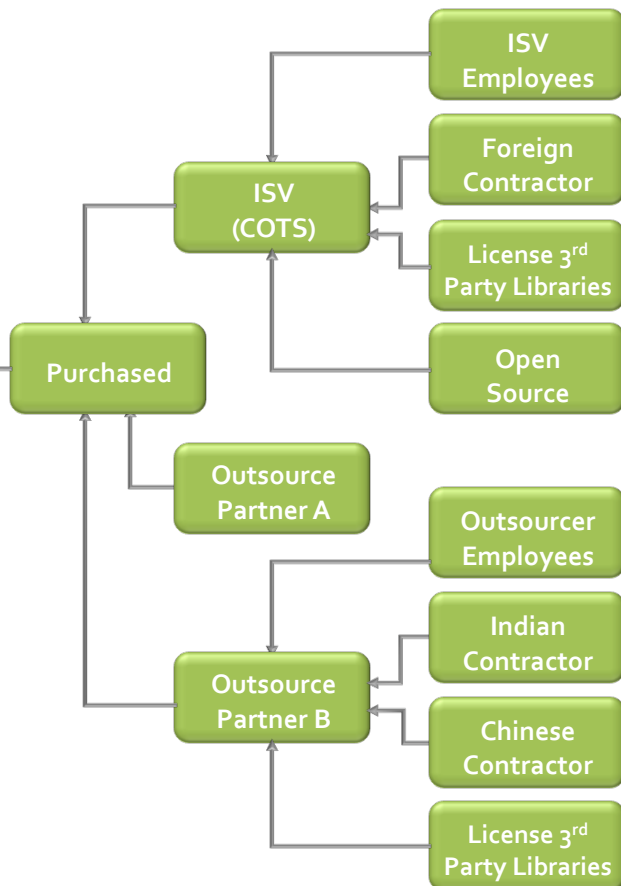 ISV
Employees
Foreign
Contractor
ISV
(COTS)
License 3rd
Party Libraries
Purchased
Open
Source
Outsource
Partner A
Outsourcer
Employees
Indian
Contractor
Outsource
Partner B
Chinese
Contractor
License 3rd
Party Libraries